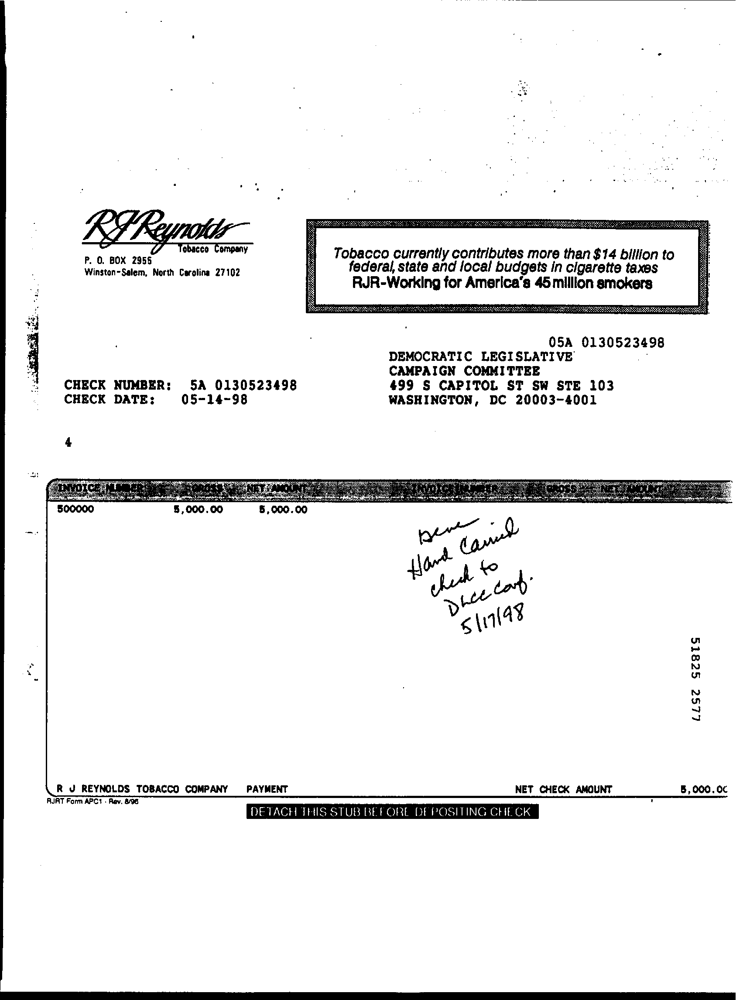 RJReynolds
Tobacco Company
P. O. BOX 2955
Winston-Salem, North Carolina 27102
Tobacco currently contributes more than $14 billion to
federal, state and local budgets in cigarette taxes
RJR-Working for America's 45 million smokers
05A 0130523498
DEMOCRATIC LEGISLATIVE
CAMPAIGN COMMITTEE
499 S CAPITOL ST SW STE 103
WASHINGTON, DC 20003-4001
CHECK NUMBER: 5A 0130523498
CHECK DATE: 05-14-98
4
INVOICE NUMBER GROSS NET AMOUNT INVOICE NUMBER GROSS NET AMOUNT
500000 5,000.00 5,000.00
Hand Carried
check to
DLCC Conf.
5/17/98
51825 2577
R J REYNOLDS TOBACCO COMPANY PAYMENT NET CHECK AMOUNT 5,000.00
RJRT Form APC1 - Rev. 8/96
DETACH THIS STUB BEFORE DEPOSITING CHECK